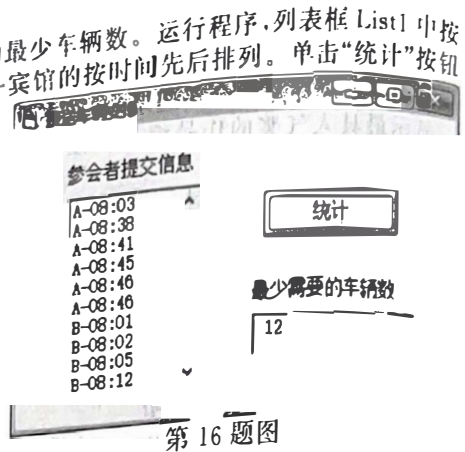 最少车辆数。运行程序,列表框 List1 中按
宾馆的按时间先后排列。单击“统计”按钮
参会者提交信息
A-08:03
A-08:38
A-08:41
A-08:45
A-08:46
A-08:46
B-08:01
B-08:02
B-08:05
B-08:12
统计
最少需要的车辆数
12
第 16 题图